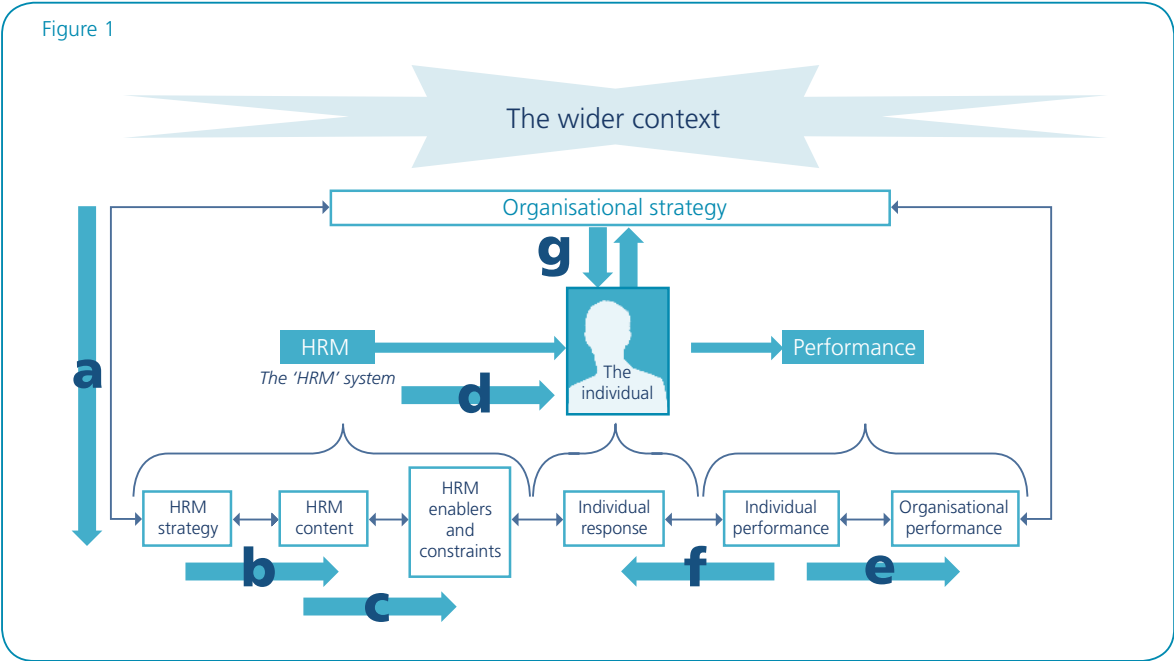 Figure 1
The wider context
Organisational strategy
g
HRM
The
individual
Performance
The ‘HRM’ system
a
d
HRM
strategy
HRM
content
HRM
enablers
and
constraints
Individual
response
Individual
performance
Organisational
performance
b
c
f
e